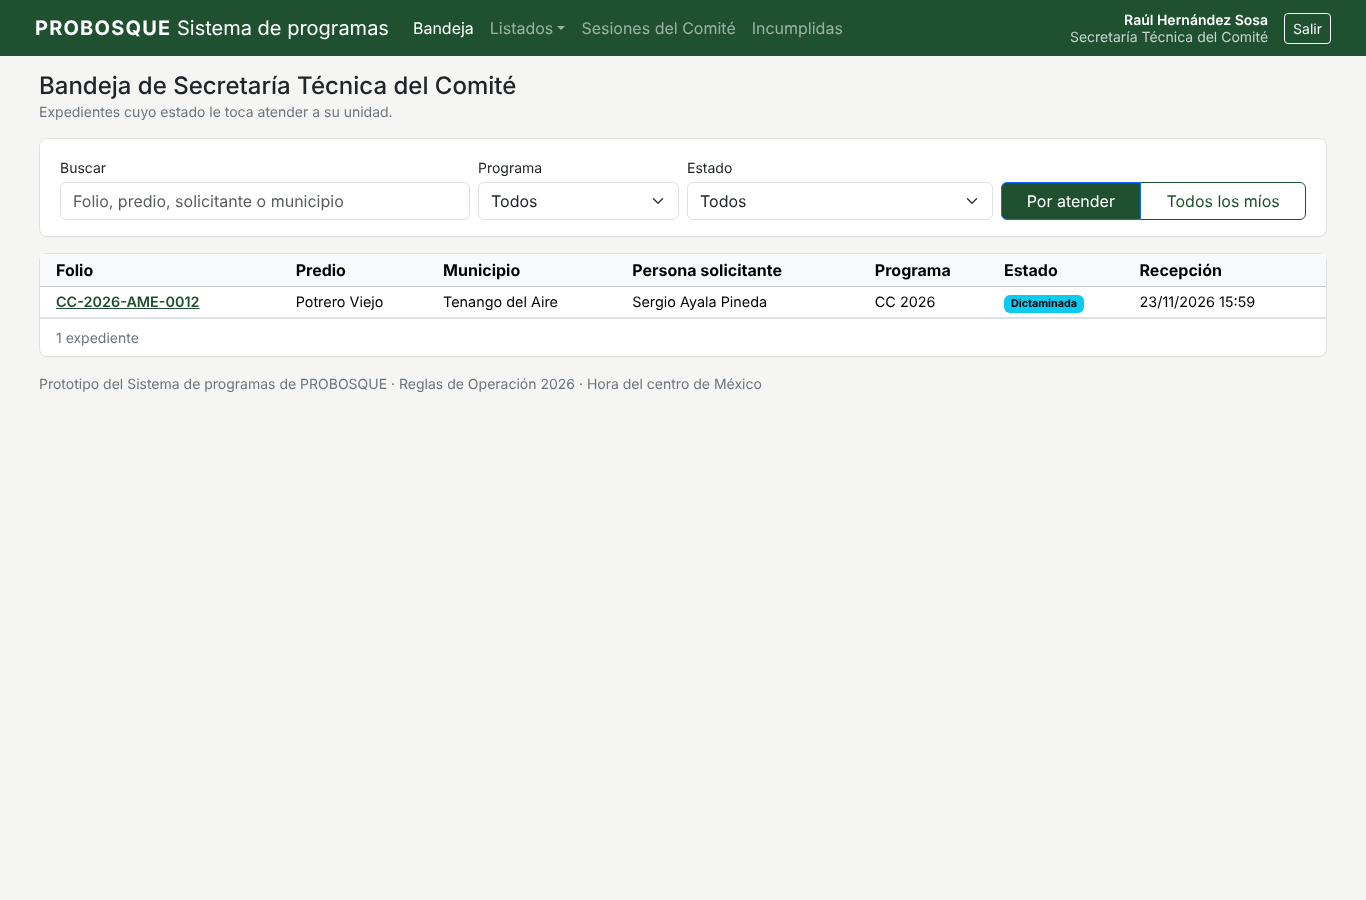 PROBOSQUE Sistema de programas Bandeja Listados Sesiones del Comité Incumplidas
Raúl Hernández Sosa
Secretaría Técnica del Comité
Salir
Bandeja de Secretaría Técnica del Comité
Expedientes cuyo estado le toca atender a su unidad.
Buscar Programa Estado
Folio, predio, solicitante o municipio Todos Todos Por atender Todos los míos
Folio Predio Municipio Persona solicitante Programa Estado Recepción
CC-2026-AME-0012 Potrero Viejo Tenango del Aire Sergio Ayala Pineda CC 2026 Dictaminada 23/11/2026 15:59
1 expediente
Prototipo del Sistema de programas de PROBOSQUE · Reglas de Operación 2026 · Hora del centro de México